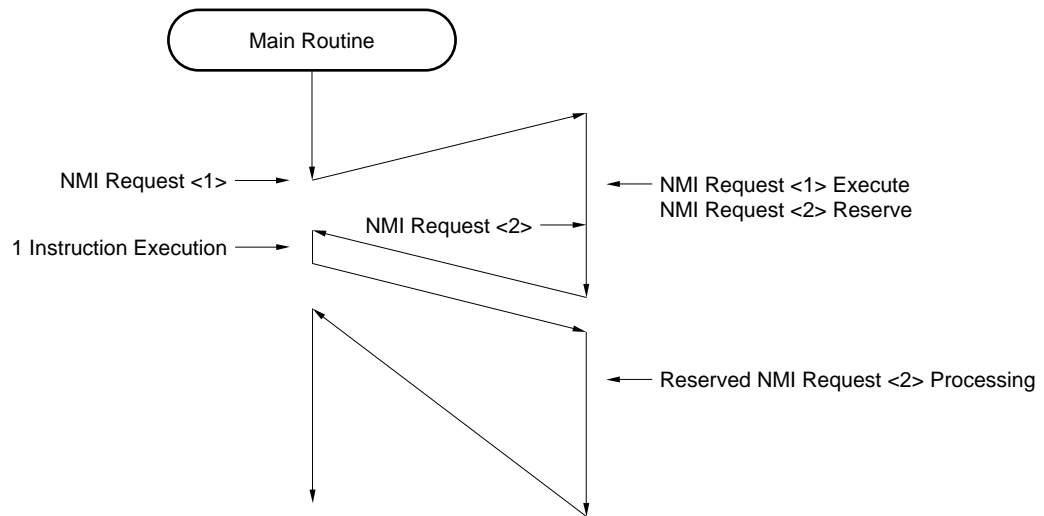 Main Routine
NMI Request <1>
NMI Request <1> Execute
NMI Request <2> Reserve
NMI Request <2>
1 Instruction Execution
Reserved NMI Request <2> Processing